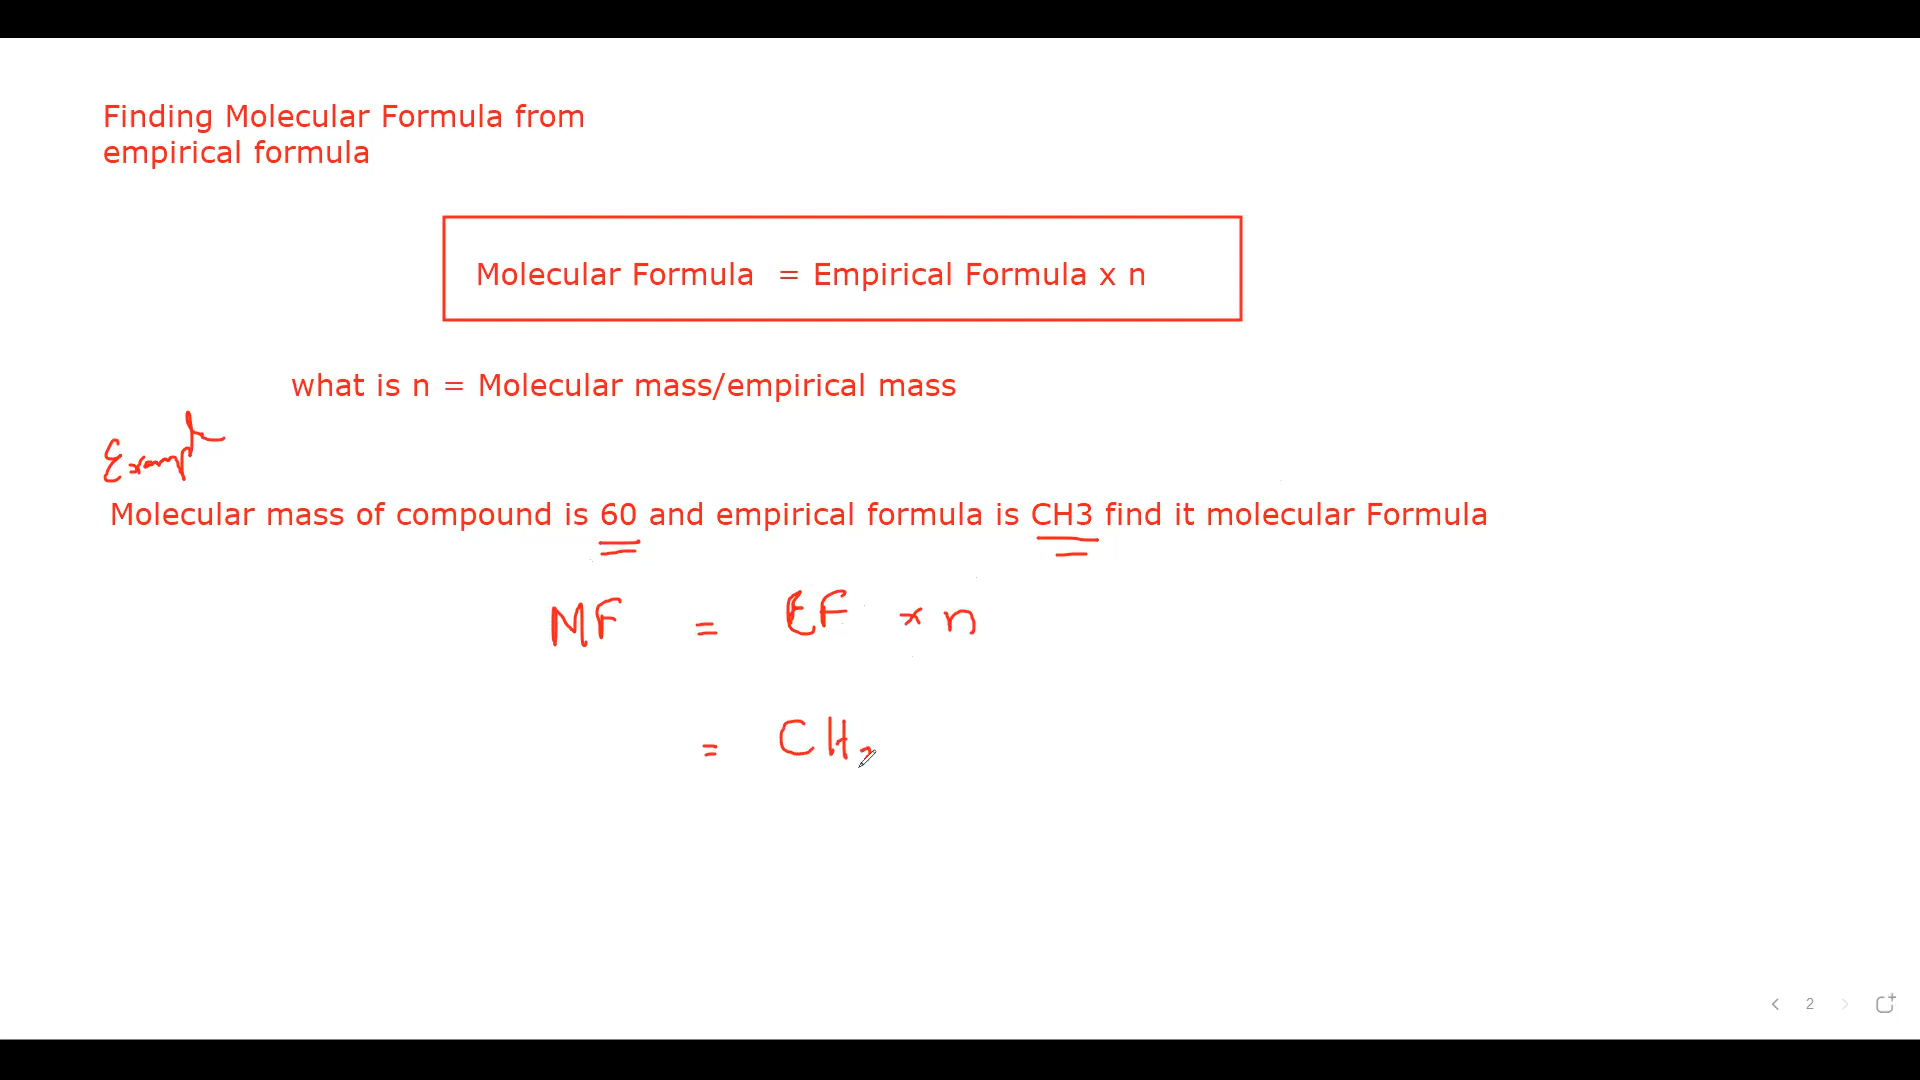 Finding Molecular Formula from
empirical formula
Molecular Formula = Empirical Formula x n
what is n = Molecular mass/empirical mass
Molecular mass of compound is 60 and empirical formula is CH3 find it molecular Formula
MF = EF × n
= CH
2